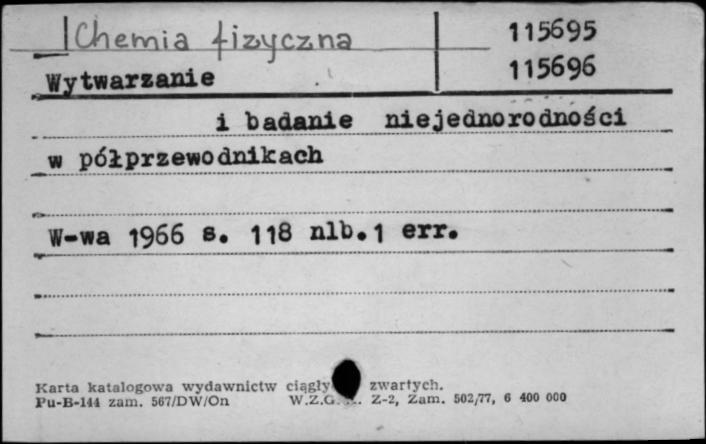 Chemia fizyczna 115695
Wytwarzanie 115696
i badanie niejednorodności
w półprzewodnikach
W-wa 1966 s. 118 nlb.1 err.
Karta katalogowa wydawnictw zwartych.
Pu-B-144 zam. 567/DW/On Z-2, Zam. 502/77, 6 400 000